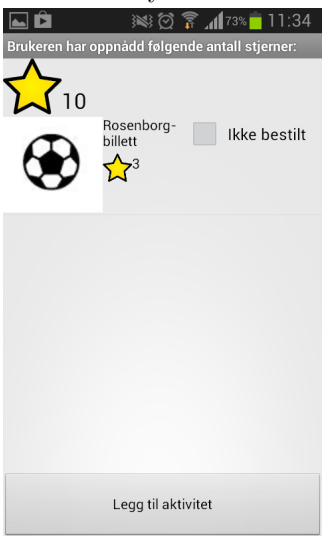 73% 11:34
Brukeren har oppnådd følgende antall stjerner:
10
Rosenborg-
billett
3
Ikke bestilt
Legg til aktivitet